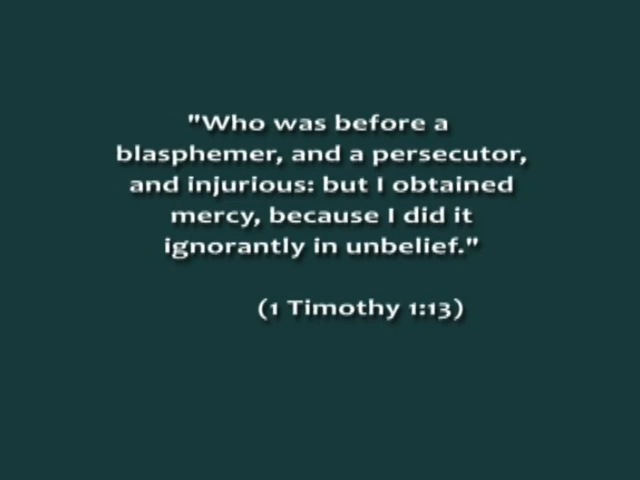 "Who was before a
blasphemer, and a persecutor,
and injurious: but I obtained
mercy, because I did it
ignorantly in unbelief."
(1 Timothy 1:13)